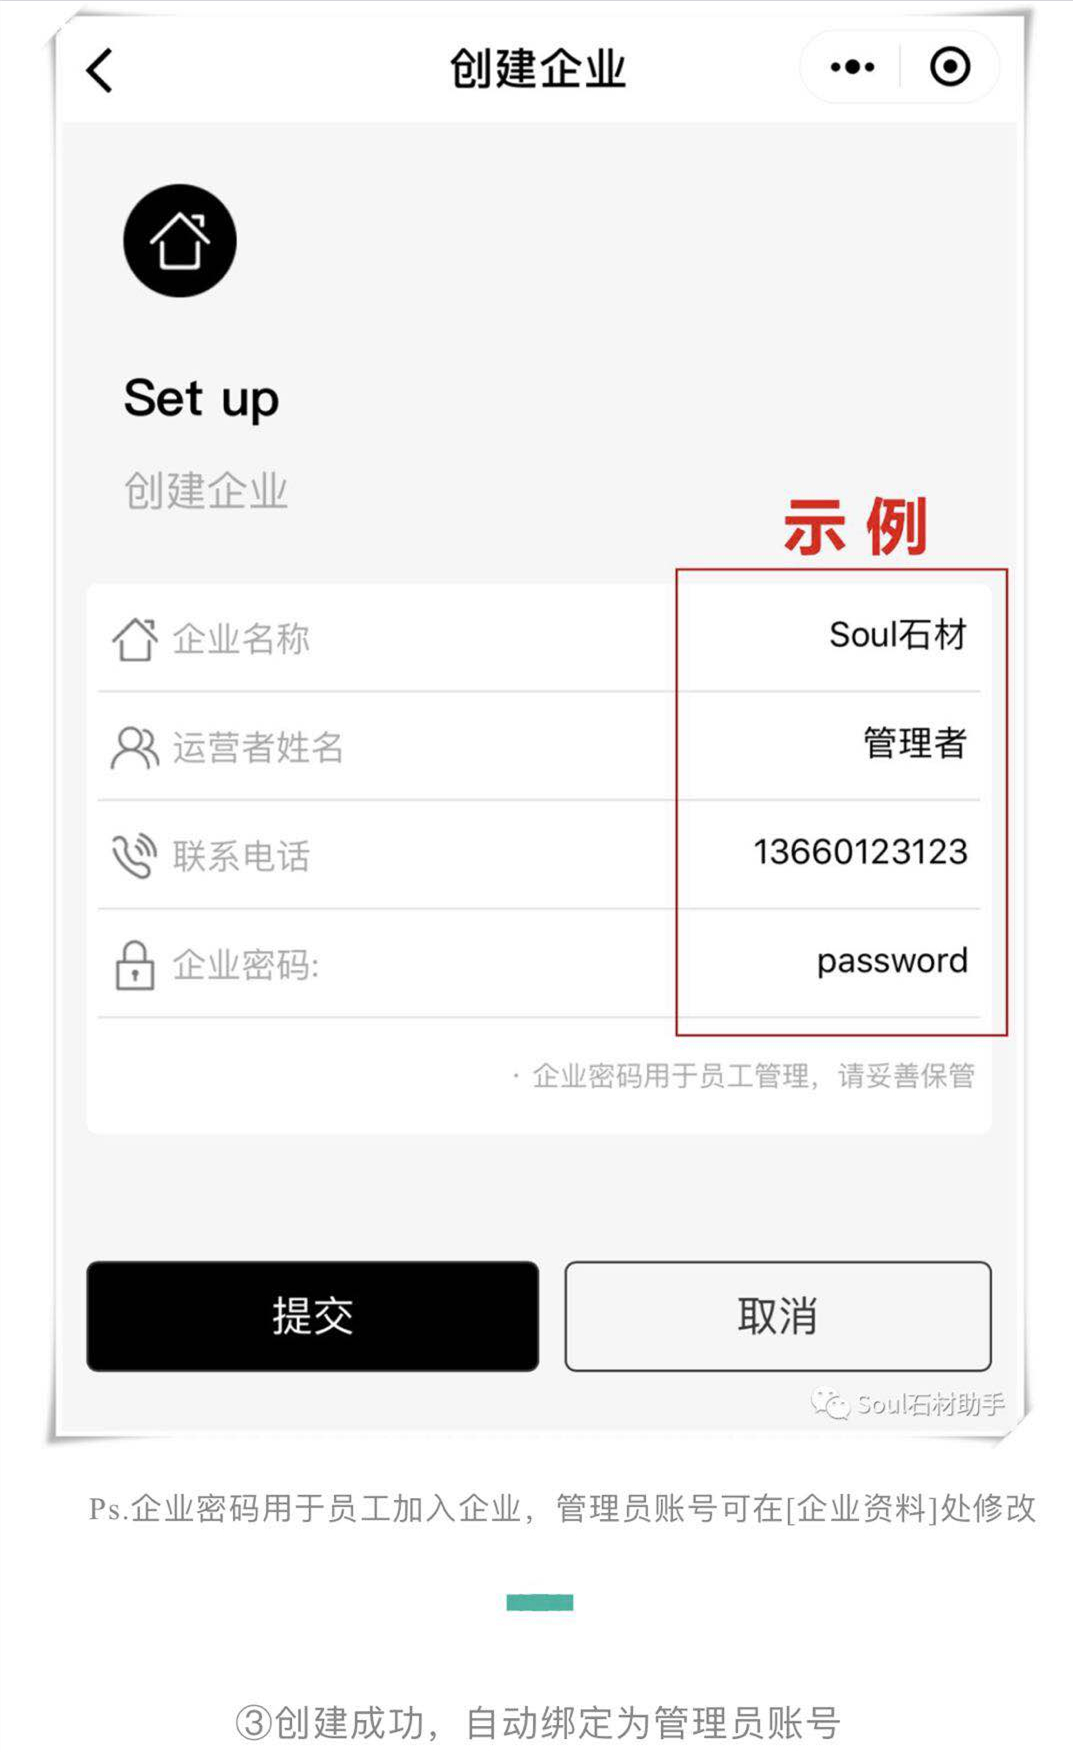 创建企业
Set up
创建企业
示例
企业名称 Soul石材
运营者姓名 管理者
联系电话 13660123123
企业密码: password
· 企业密码用于员工管理，请妥善保管
提交 取消
Soul石材助手
Ps.企业密码用于员工加入企业，管理员账号可在[企业资料]处修改
③创建成功，自动绑定为管理员账号